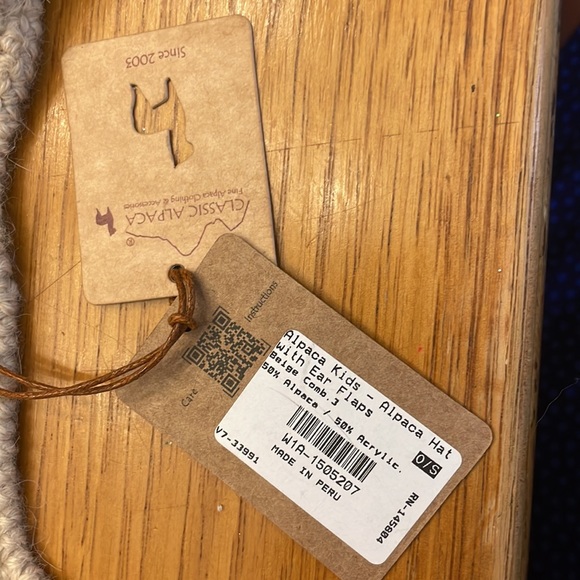 CLASSIC ALPACA®
Fine Alpaca Clothing & Accessories
Since 2003
Care
Instructions
Alpaca Kids - Alpaca Hat
with Ear Flaps
Beige Comb.3
50% Alpaca / 50% Acrylic.
O/S
W1A-1505207
MADE IN PERU
V7-33991
RN-145804